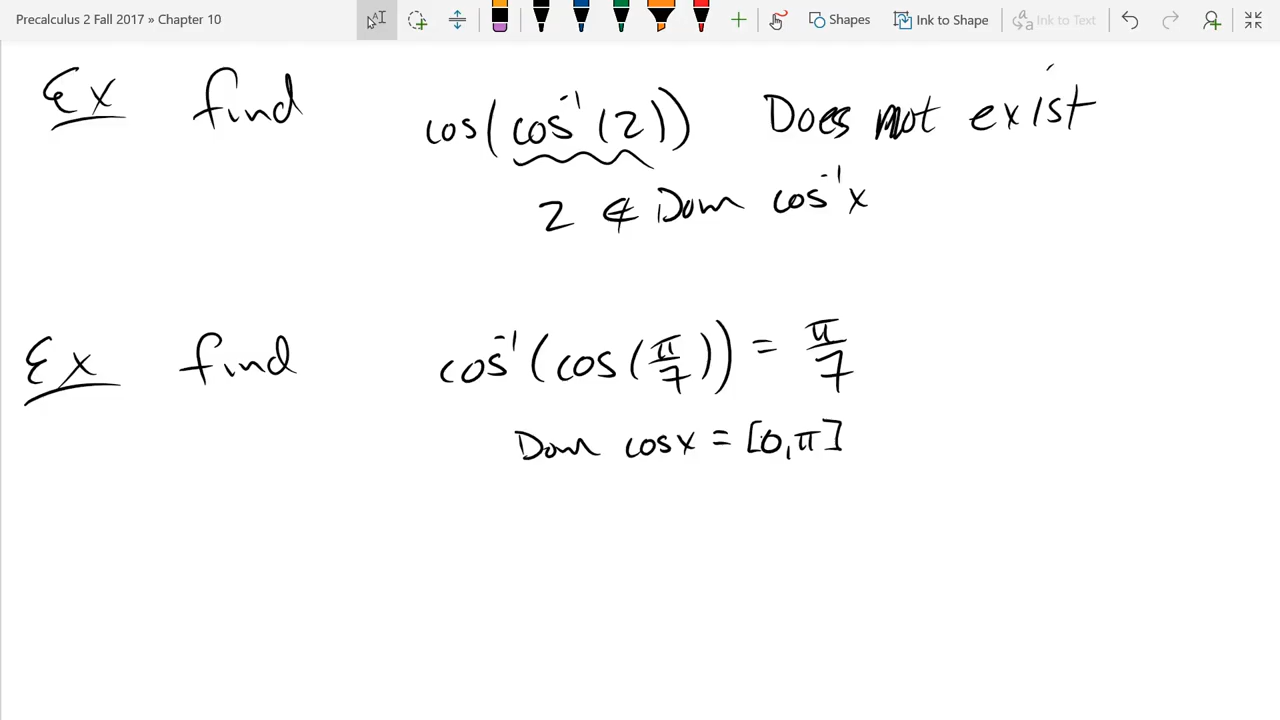 Precalculus 2 Fall 2017 » Chapter 10
Shapes
Ink to Shape
Ink to Text
Ex find cos(cos⁻¹(2)) Does not exist
2 ∉ Dom cos⁻¹x
Ex find cos⁻¹(cos(π/7)) = π/7
Dom cosx = [0,π]